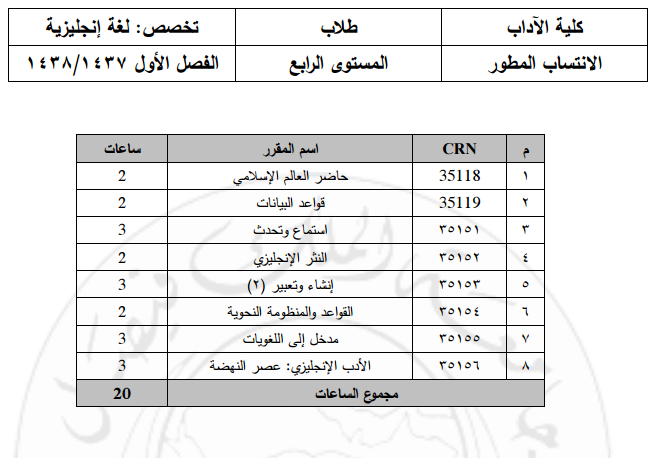 كلية الآداب طلاب تخصص: لغة إنجليزية
الانتساب المطور المستوى الرابع الفصل الأول ١٤٣٨/١٤٣٧
م CRN اسم المقرر ساعات
١ 35118 حاضر العالم الإسلامي 2
٢ 35119 قواعد البيانات 2
٣ ٣٥١٥١ استماع وتحدث 3
٤ ٣٥١٥٢ النثر الإنجليزي 2
٥ ٣٥١٥٣ إنشاء وتعبير (٢) 3
٦ ٣٥١٥٤ القواعد والمنظومة النحوية 2
٧ ٣٥١٥٥ مدخل إلى اللغويات 3
٨ ٣٥١٥٦ الأدب الإنجليزي: عصر النهضة 3
مجموع الساعات 20